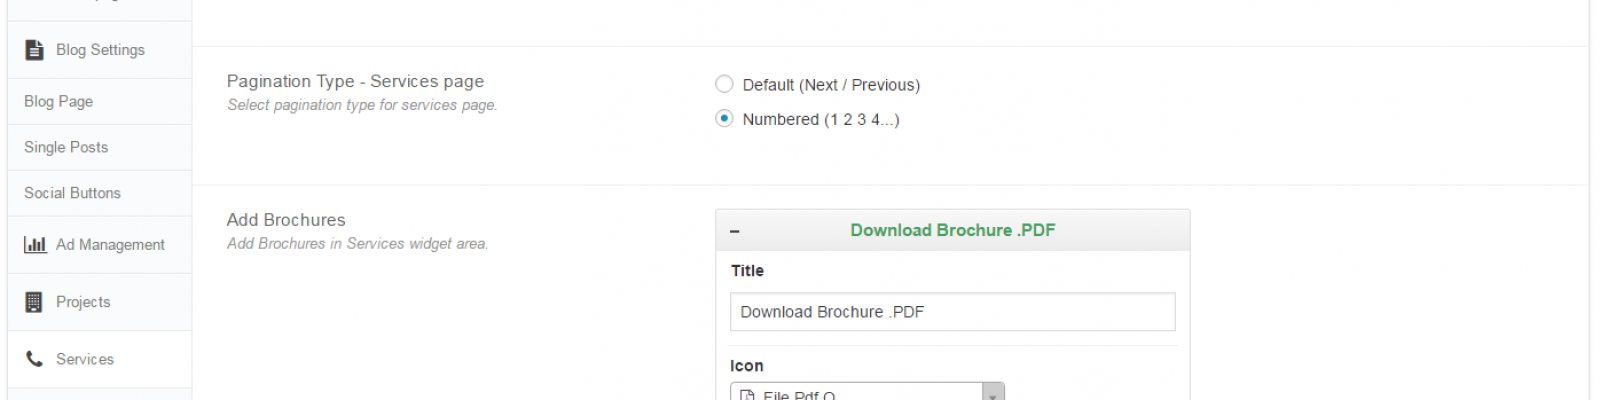 Blog Settings
Blog Page
Single Posts
Social Buttons
Ad Management
Projects
Services
Pagination Type - Services page
Select pagination type for services page.
Default (Next / Previous)
Numbered (1 2 3 4...)
Add Brochures
Add Brochures in Services widget area.
Download Brochure .PDF
Title
Download Brochure .PDF
Icon
File Pdf O